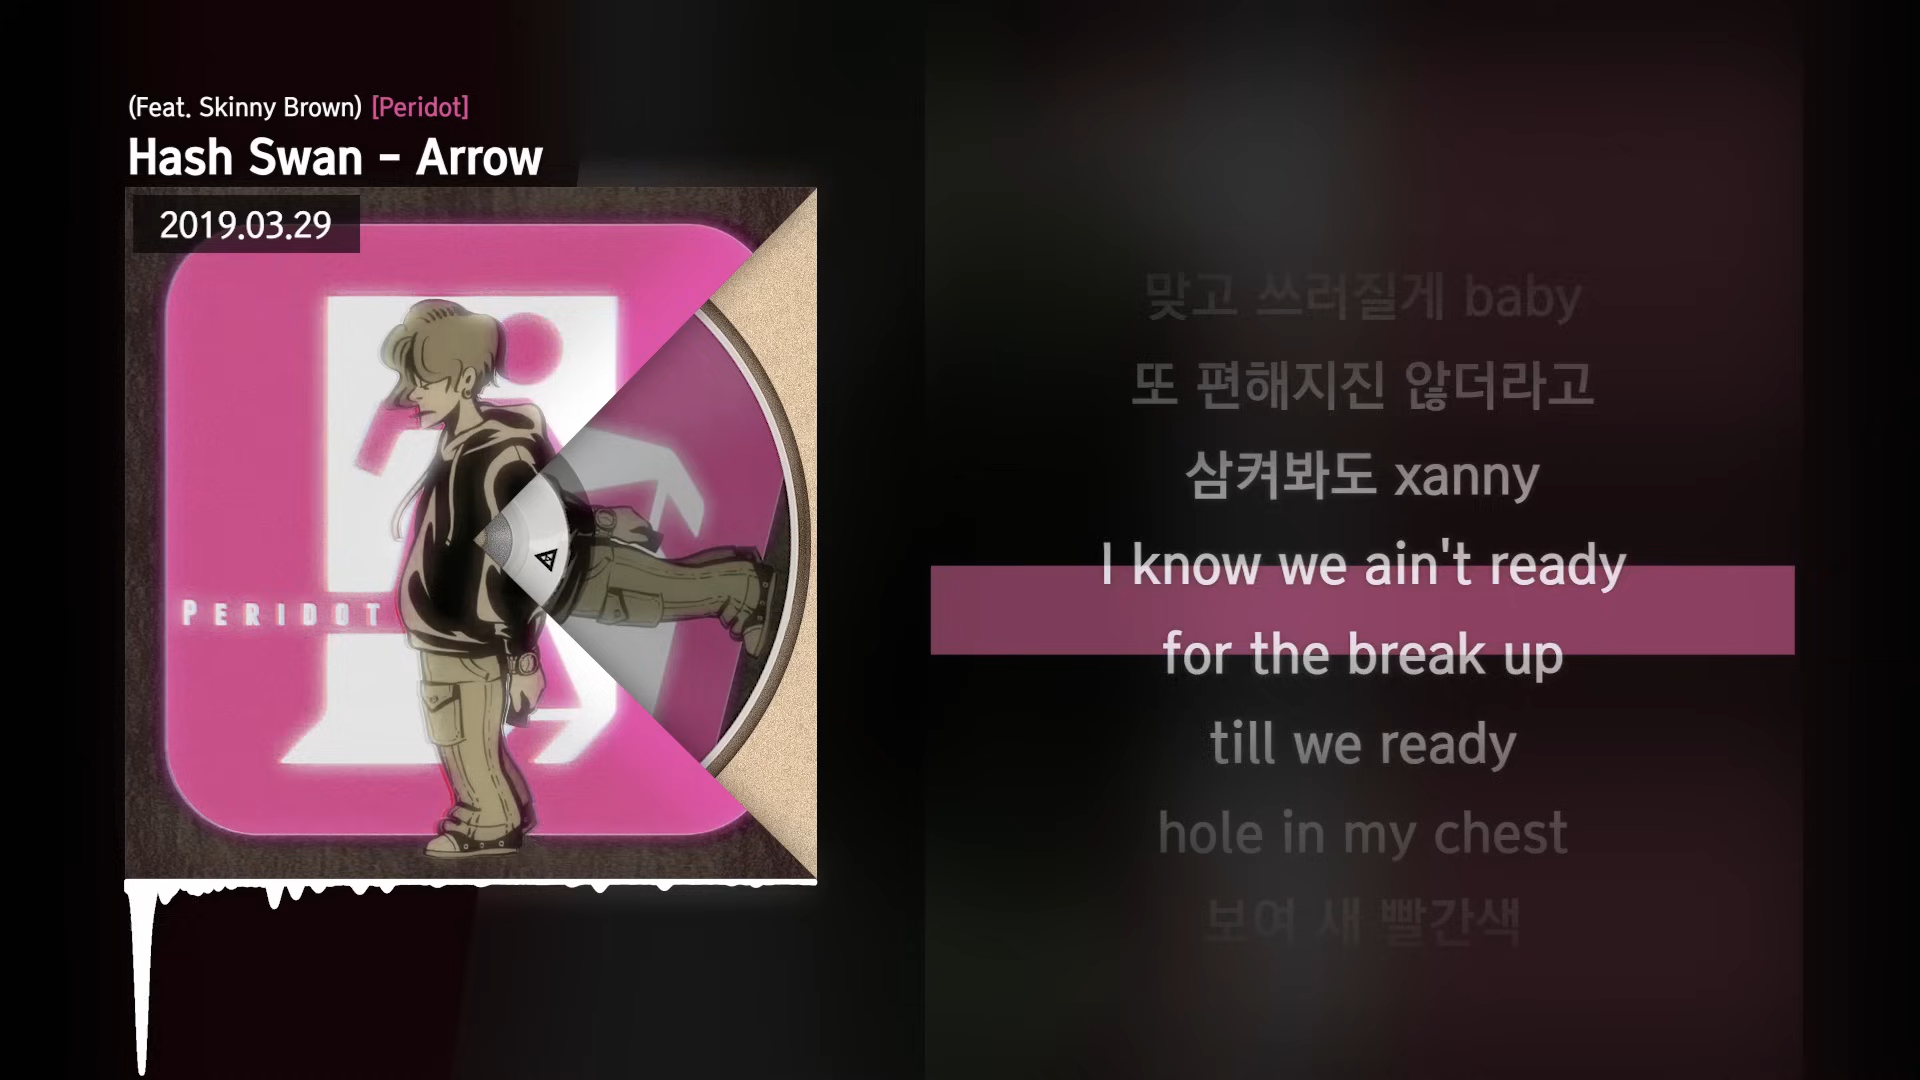 (Feat. Skinny Brown) [Peridot]
Hash Swan - Arrow
2019.03.29
PERIDOT
맞고 쓰러질게 baby
또 편해지진 않더라고
삼켜봐도 xanny
I know we ain't ready
for the break up
till we ready
hole in my chest
보여 새 빨간색